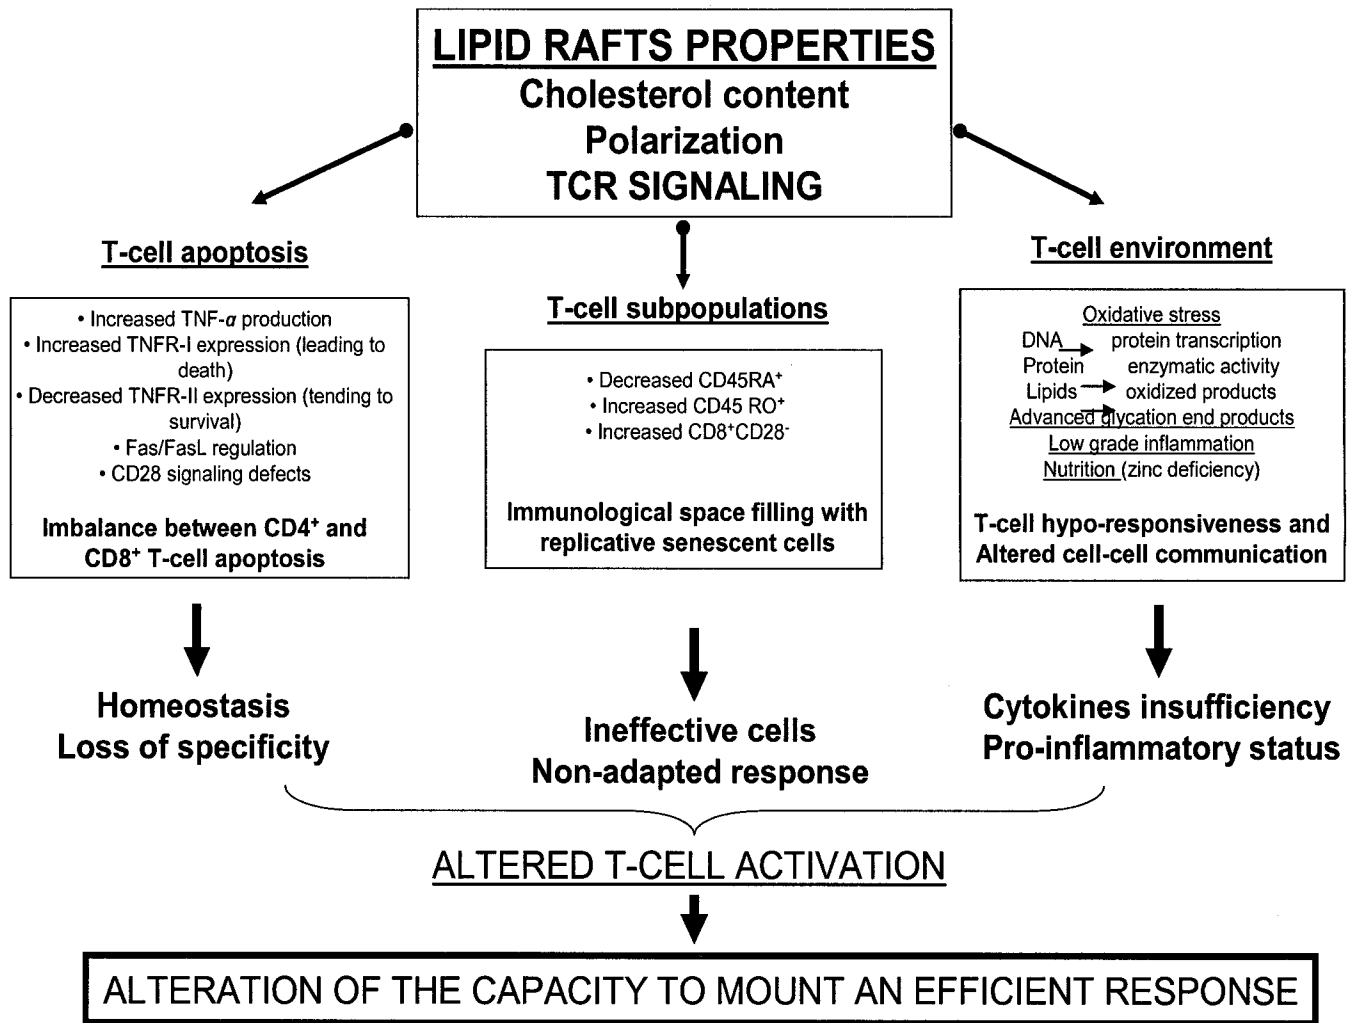 LIPID RAFTS PROPERTIES
Cholesterol content
Polarization
TCR SIGNALING
T-cell apoptosis
• Increased TNF-α production
• Increased TNFR-I expression (leading to
death)
• Decreased TNFR-II expression (tending to
survival)
• Fas/FasL regulation
• CD28 signaling defects
Imbalance between CD4⁺ and
CD8⁺ T-cell apoptosis
Homeostasis
Loss of specificity
T-cell subpopulations
• Decreased CD45RA⁺
• Increased CD45 RO⁺
• Increased CD8⁺CD28⁻
Immunological space filling with
replicative senescent cells
Ineffective cells
Non-adapted response
T-cell environment
Oxidative stress
DNA protein transcription
Protein enzymatic activity
Lipids oxidized products
Advanced glycation end products
Low grade inflammation
Nutrition (zinc deficiency)
T-cell hypo-responsiveness and
Altered cell-cell communication
Cytokines insufficiency
Pro-inflammatory status
ALTERED T-CELL ACTIVATION
ALTERATION OF THE CAPACITY TO MOUNT AN EFFICIENT RESPONSE